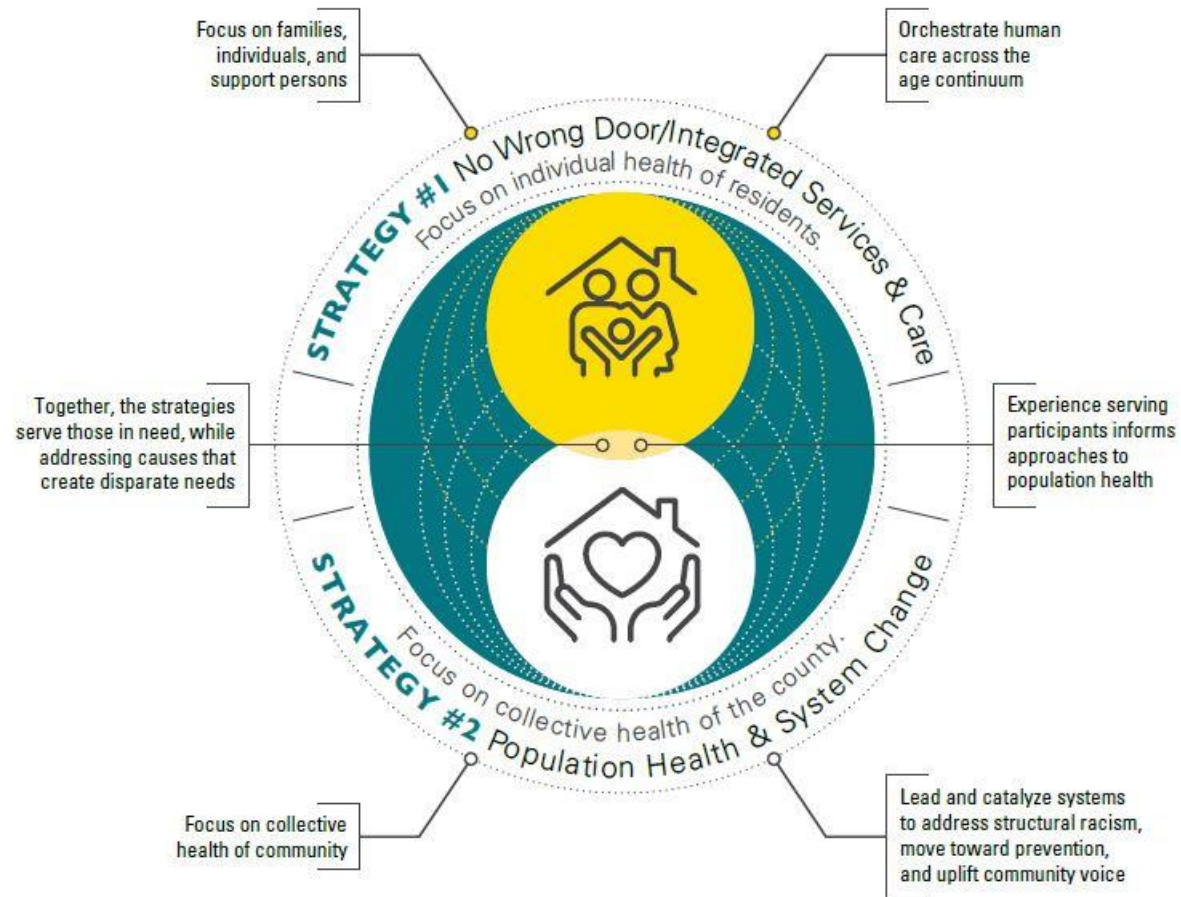 Focus on families,
individuals, and
support persons
Orchestrate human
care across the
age continuum
STRATEGY #1 No Wrong Door/Integrated Services & Care
Focus on individual health of residents.
Together, the strategies
serve those in need, while
addressing causes that
create disparate needs
Experience serving
participants informs
approaches to
population health
Focus on collective health of the county.
STRATEGY #2 Population Health & System Change
Focus on collective
health of community
Lead and catalyze systems
to address structural racism,
move toward prevention,
and uplift community voice